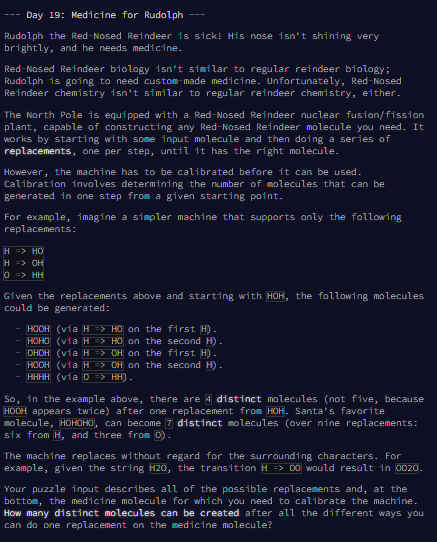 --- Day 19: Medicine for Rudolph ---
Rudolph the Red-Nosed Reindeer is sick! His nose isn't shining very
brightly, and he needs medicine.
Red-Nosed Reindeer biology isn't similar to regular reindeer biology;
Rudolph is going to need custom-made medicine. Unfortunately, Red-Nosed
Reindeer chemistry isn't similar to regular reindeer chemistry, either.
The North Pole is equipped with a Red-Nosed Reindeer nuclear fusion/fission
plant, capable of constructing any Red-Nosed Reindeer molecule you need. It
works by starting with some input molecule and then doing a series of
replacements, one per step, until it has the right molecule.
However, the machine has to be calibrated before it can be used.
Calibration involves determining the number of molecules that can be
generated in one step from a given starting point.
For example, imagine a simpler machine that supports only the following
replacements:
H => HO
H => OH
O => HH
Given the replacements above and starting with HOH, the following molecules
could be generated:
- HOOH (via H => HO on the first H).
- HOHO (via H => HO on the second H).
- OHOH (via H => OH on the first H).
- HOOH (via H => OH on the second H).
- HHHH (via O => HH).
So, in the example above, there are 4 distinct molecules (not five, because
HOOH appears twice) after one replacement from HOH. Santa's favorite
molecule, HOHOHO, can become 7 distinct molecules (over nine replacements:
six from H, and three from O).
The machine replaces without regard for the surrounding characters. For
example, given the string H2O, the transition H => OO would result in OO2O.
Your puzzle input describes all of the possible replacements and, at the
bottom, the medicine molecule for which you need to calibrate the machine.
How many distinct molecules can be created after all the different ways you
can do one replacement on the medicine molecule?